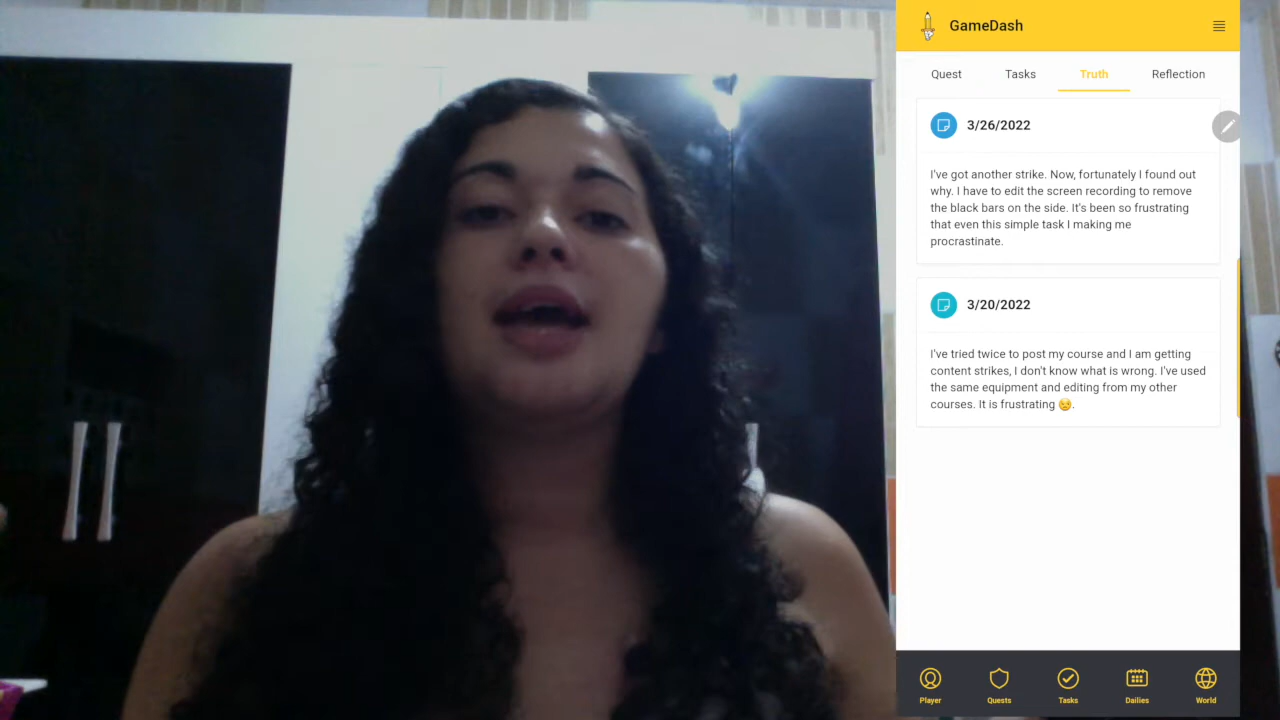 GameDash
Quest Tasks Truth Reflection
3/26/2022
I've got another strike. Now, fortunately I found out
why. I have to edit the screen recording to remove
the black bars on the side. It's been so frustrating
that even this simple task I making me
procrastinate.
3/20/2022
I've tried twice to post my course and I am getting
content strikes, I don't know what is wrong. I've used
the same equipment and editing from my other
courses. It is frustrating 😣.
Player Quests Tasks Dailies World